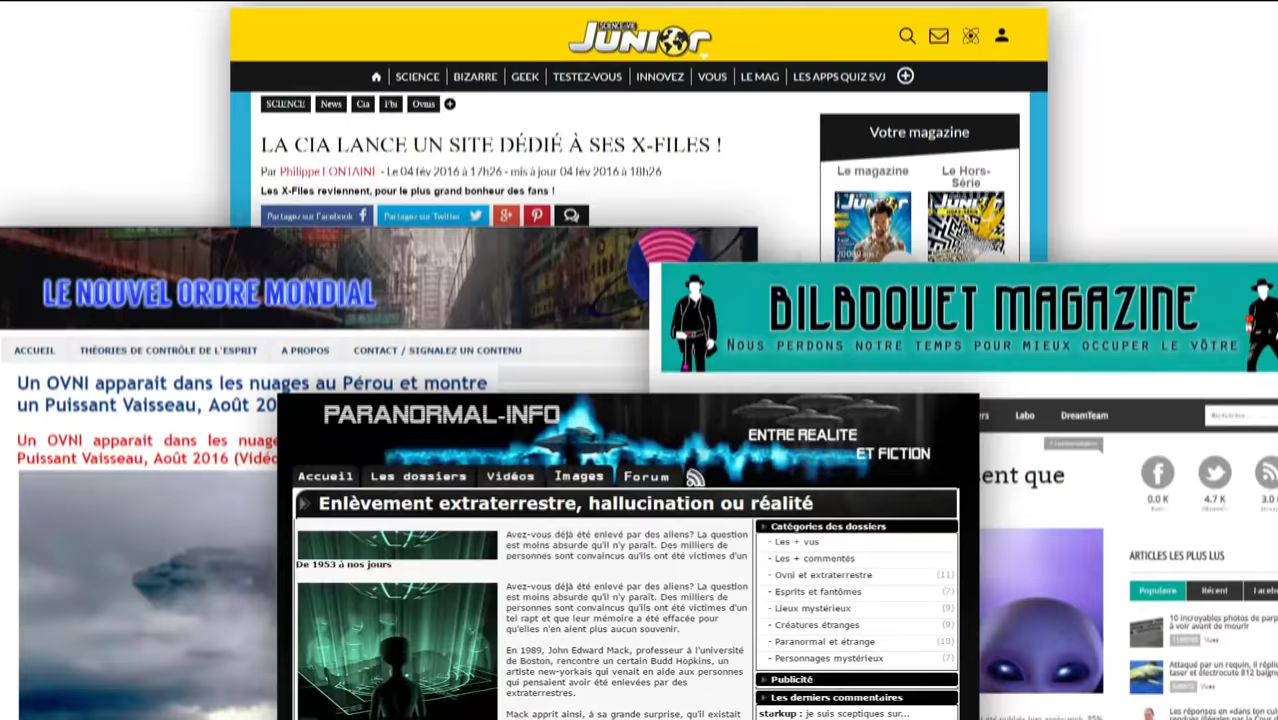 SCIENCE & VIE
JUNIOR
SCIENCE
BIZARRE
GEEK
TESTEZ-VOUS
INNOVEZ
VOUS
LE MAG
LES APPS QUIZ SVJ
SCIENCE
News
Cia
Fbi
Ovnis
LA CIA LANCE UN SITE DÉDIÉ À SES X-FILES !
Par Philippe FONTAINE - Le 04 fév 2016 à 17h26 - mis à jour 04 fév 2016 à 18h26
Les X-Files reviennent, pour le plus grand bonheur des fans !
Partagez sur Facebook
Partagez sur Twitter
Votre magazine
Le magazine
Le Hors-
Série
LE NOUVEL ORDRE MONDIAL
ACCUEIL
THÉORIES DE CONTRÔLE DE L'ESPRIT
A PROPOS
CONTACT / SIGNALEZ UN CONTENU
Un OVNI apparait dans les nuages au Pérou et montre
un Puissant Vaisseau, Août 20
Un OVNI apparait dans les nuage
Puissant Vaisseau, Août 2016 (Vidéo
BILBOQUET MAGAZINE
NOUS PERDONS NOTRE TEMPS POUR MIEUX OCCUPER LE VÔTRE
ers
Labo
DreamTeam
ent que
0.0 K
4.7 K
3.0
ARTICLES LES PLUS LUS
Populaire
Récent
10 incroyables photos de
à voir avant de mourir
Vues
Attaqué par un requin, il
taser et électrocute 812
Vues
Les réponses en «dans ton
PARANORMAL-INFO
ENTRE REALITE
ET FICTION
Accueil
Les dossiers
Vidéos
Images
Forum
Enlèvement extraterrestre, hallucination ou réalité
De 1953 à nos jours
Avez-vous déjà été enlevé par des aliens? La question
est moins absurde qu'il n'y paraît. Des milliers de
personnes sont convaincus qu'ils ont été victimes d'un
Avez-vous déjà été enlevé par des aliens? La question
est moins absurde qu'il n'y paraît. Des milliers de
personnes sont convaincus qu'ils ont été victimes d'un
tel rapt et que leur mémoire a été effacée pour
qu'elles n'en aient plus aucun souvenir.
En 1989, John Edward Mack, professeur à l'université
de Boston, rencontre un certain Budd Hopkins, un
artiste new-yorkais qui venait en aide aux personnes
qui pensaient avoir été enlevées par des
extraterrestres.
Mack apprit ainsi, à sa grande surprise, qu'il existait
Catégories des dossiers
- Les + vus
- Les + commentés
- Ovni et extraterrestre (11)
- Esprits et fantômes (7)
- Lieux mystérieux (9)
- Créatures étranges (9)
- Paranormal et étrange (10)
- Personnages mystérieux (7)
Publicité
Les derniers commentaires
startup : je suis sceptiques sur...